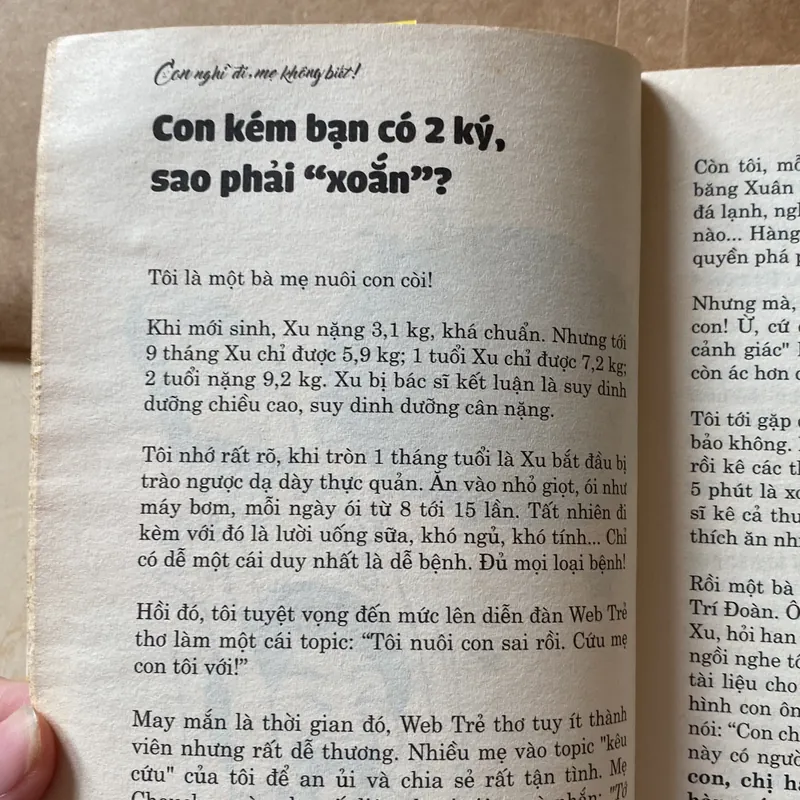 Con nghĩ đi, mẹ không biết!
Con kém bạn có 2 ký,
sao phải “xoắn”?
Tôi là một bà mẹ nuôi con còi!
Khi mới sinh, Xu nặng 3,1 kg, khá chuẩn. Nhưng tới
9 tháng Xu chỉ được 5,9 kg; 1 tuổi Xu chỉ được 7,2 kg;
2 tuổi nặng 9,2 kg. Xu bị bác sĩ kết luận là suy dinh
dưỡng chiều cao, suy dinh dưỡng cân nặng.
Tôi nhớ rất rõ, khi tròn 1 tháng tuổi là Xu bắt đầu bị
trào ngược dạ dày thực quản. Ăn vào nhỏ giọt, ói như
máy bơm, mỗi ngày ói từ 8 tới 15 lần. Tất nhiên đi
kèm với đó là lười uống sữa, khó ngủ, khó tính... Chỉ
có dễ một cái duy nhất là dễ bệnh. Đủ mọi loại bệnh!
Hồi đó, tôi tuyệt vọng đến mức lên diễn đàn Web Trẻ
thơ làm một cái topic: “Tôi nuôi con sai rồi. Cứu mẹ
con tôi với!”
May mắn là thời gian đó, Web Trẻ thơ tuy ít thành
viên nhưng rất dễ thương. Nhiều mẹ vào topic "kêu
cứu" của tôi để an ủi và chia sẻ rất tận tình. Mẹ
Còn tôi, mỗ
băng Xuân
đá lạnh, ngh
nào... Hàng
quyền phá p
Nhưng mà,
con! Ừ, cứ
cảnh giác"
còn ác hơn
Tôi tới gặp
bảo không.
rồi kê các th
5 phút là xo
sĩ kê cả thu
thích ăn nhi
Rồi một bà
Trí Đoàn. Ô
Xu, hỏi han
ngồi nghe tô
tài liệu cho
hình con ôn
nói: “Con ch
này có ngườ
con, chị hã